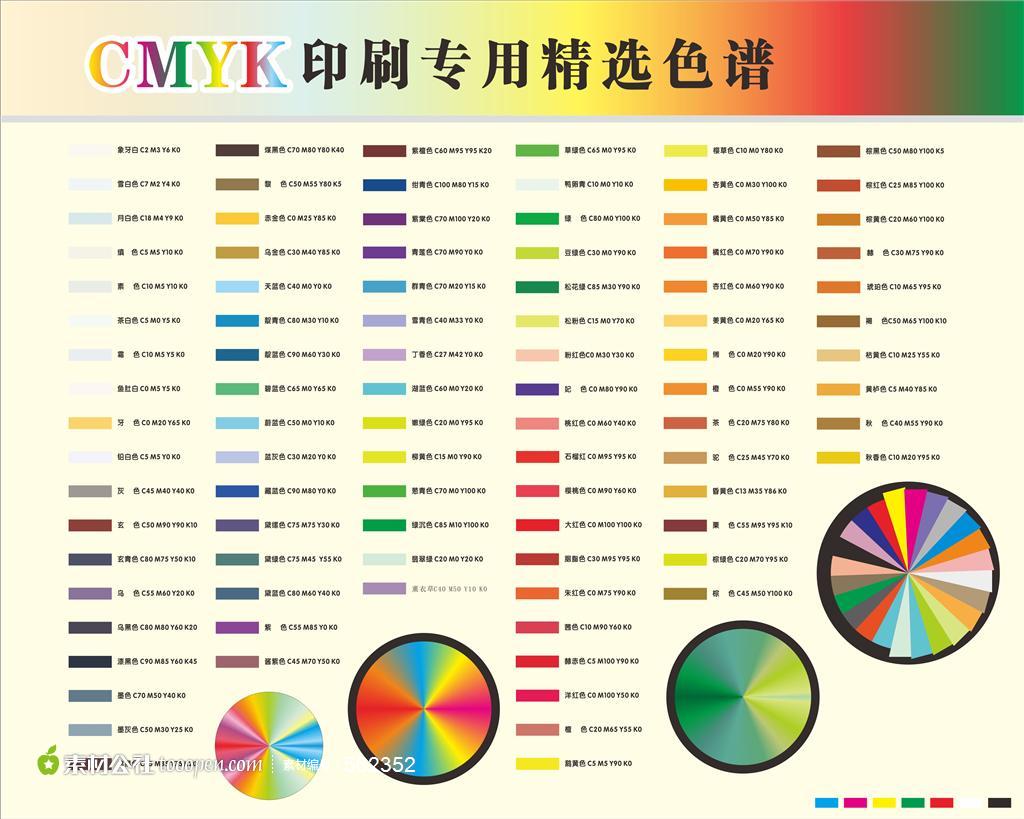 CMYK印刷专用精选色谱
象牙白 C2 M3 Y6 K0
雪白色 C7 M2 Y4 K0
月白色 C18 M4 Y9 K0
缟 色 C5 M5 Y10 K0
素 色 C10 M5 Y10 K0
茶白色 C5 M0 Y5 K0
霜 色 C10 M5 Y5 K0
鱼肚白 C0 M5 Y5 K0
牙 色 C0 M20 Y65 K0
铅白色 C5 M5 Y0 K0
灰 色 C45 M40 Y40 K0
玄 色 C50 M90 Y90 K10
玄青色 C80 M75 Y50 K10
乌 色 C55 M60 Y20 K0
乌黑色 C80 M80 Y60 K20
漆黑色 C90 M85 Y60 K45
墨色 C70 M50 Y40 K0
墨灰色 C50 M30 Y25 K0
煤黑色 C70 M80 Y80 K40
黎 色 C50 M55 Y80 K5
赤金色 C0 M25 Y85 K0
乌金色 C30 M40 Y85 K0
天蓝色 C40 M0 Y0 K0
靛青色 C80 M30 Y10 K0
靛蓝色 C90 M60 Y30 K0
碧蓝色 C65 M0 Y65 K0
蔚蓝色 C50 M0 Y10 K0
蓝灰色 C30 M20 Y0 K0
藏蓝色 C90 M80 Y0 K0
黛螺色 C75 M75 Y30 K0
黛绿色 C75 M45 Y55 K0
黛蓝色 C80 M60 Y40 K0
紫 色 C55 M85 Y0 K0
酱紫色 C45 M70 Y50 K0
紫檀色 C60 M95 Y95 K20
绀青色 C100 M80 Y15 K0
紫棠色 C70 M100 Y20 K0
青莲色 C70 M90 Y0 K0
群青色 C70 M20 Y15 K0
雪青色 C40 M33 Y0 K0
丁香色 C27 M42 Y0 K0
湖蓝色 C60 M0 Y20 K0
嫩绿色 C20 M0 Y95 K0
柳黄色 C15 M0 Y90 K0
葱青色 C70 M0 Y100 K0
绿沉色 C85 M10 Y100 K0
翡翠绿 C20 M0 Y20 K0
薰衣草C40 M50 Y10 K0
草绿色 C65 M0 Y95 K0
鸭卵青 C10 M0 Y10 K0
绿 色 C80 M0 Y100 K0
豆绿色 C30 M0 Y90 K0
松花绿 C85 M30 Y90 K0
松粉色 C15 M0 Y70 K0
粉红色C0 M30 Y30 K0
妃 色 C0 M80 Y90 K0
桃红色 C0 M60 Y40 K0
石榴红 C0 M95 Y95 K0
樱桃色 C0 M90 Y60 K0
大红色 C0 M100 Y100 K0
胭脂色 C30 M95 Y95 K0
朱红色 C0 M75 Y90 K0
茜色 C10 M90 Y60 K0
赫赤色 C5 M100 Y90 K0
洋红色 C0 M100 Y50 K0
檀 色 C20 M65 Y55 K0
鹅黄色 C5 M5 Y90 K0
樱草色 C10 M0 Y80 K0
杏黄色 C0 M30 Y100 K0
橘黄色 C0 M50 Y85 K0
橘红色 C0 M70 Y90 K0
杏红色 C0 M60 Y90 K0
姜黄色 C0 M20 Y65 K0
缃 色 C0 M20 Y90 K0
橙 色 C0 M55 Y90 K0
茶 色 C20 M75 Y80 K0
驼 色 C25 M45 Y70 K0
昏黄色 C13 M35 Y86 K0
栗 色 C55 M95 Y95 K10
棕绿色 C20 M70 Y95 K0
棕 色 C45 M50 Y100 K0
棕黑色 C50 M80 Y100 K5
棕红色 C25 M85 Y100 K0
棕黄色 C20 M60 Y100 K0
赫 色 C30 M75 Y90 K0
琥珀色 C10 M65 Y95 K0
褐 色C50 M65 Y100 K10
枯黄色 C10 M25 Y55 K0
黄栌色 C5 M40 Y85 K0
秋 色 C40 M55 Y90 K0
秋香色 C10 M20 Y95 K0
素材公社 tooopen.com